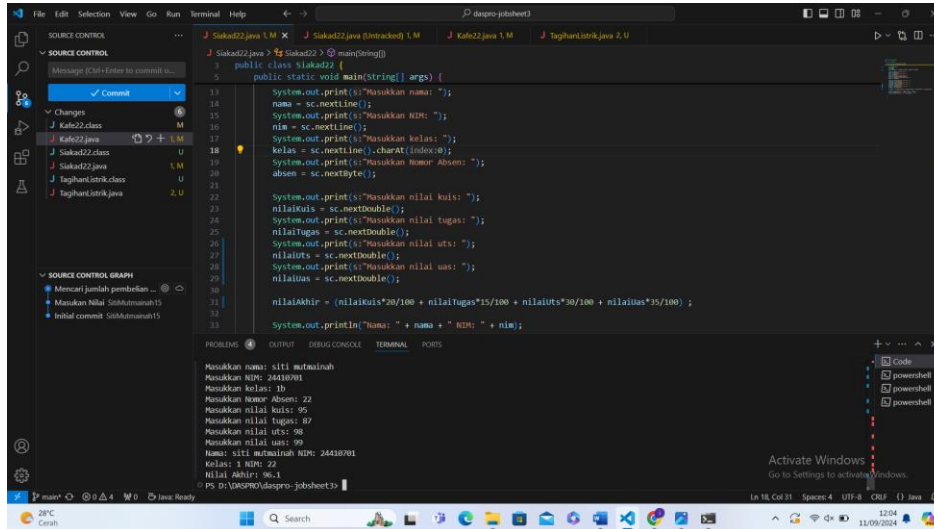 File Edit Selection View Go Run Terminal Help
daspro-jobsheet3
SOURCE CONTROL
SOURCE CONTROL
Message (Ctrl+Enter to commit o...
Commit
Changes 6
Kafe22.class M
Kafe22.java 1, M
Siakad22.class U
Siakad22.java 1, M
TagihanListrik.class U
TagihanListrik.java 2, U
SOURCE CONTROL GRAPH
Mencari jumlah pembelian ...
Masukan Nilai SitiMutmainah15
Initial commit SitiMutmainah15
Siakad22.java 1, M Siakad22.java (Untracked) 1, M Kafe22.java 1, M TagihanListrik.java 2, U
Siakad22.java > Siakad22 > main(String[])
3 public class Siakad22 {
5 public static void main(String[] args) {
13 System.out.print(s:"Masukkan nama: ");
14 nama = sc.nextLine();
15 System.out.print(s:"Masukkan NIM: ");
16 nim = sc.nextLine();
17 System.out.print(s:"Masukkan kelas: ");
18 kelas = sc.nextLine().charAt(index:0);
19 System.out.print(s:"Masukkan Nomor Absen: ");
20 absen = sc.nextByte();
21
22 System.out.print(s:"Masukkan nilai kuis: ");
23 nilaiKuis = sc.nextDouble();
24 System.out.print(s:"Masukkan nilai tugas: ");
25 nilaiTugas = sc.nextDouble();
26 System.out.print(s:"Masukkan nilai uts: ");
27 nilaiUts = sc.nextDouble();
28 System.out.print(s:"Masukkan nilai uas: ");
29 nilaiUas = sc.nextDouble();
30
31 nilaiAkhir = (nilaiKuis*20/100 + nilaiTugas*15/100 + nilaiUts*30/100 + nilaiUas*35/100) ;
32
33 System.out.println("Nama: " + nama + " NIM: " + nim);
PROBLEMS 4 OUTPUT DEBUG CONSOLE TERMINAL PORTS
Masukkan nama: siti mutmainah
Masukkan NIM: 24410701
Masukkan kelas: 1b
Masukkan Nomor Absen: 22
Masukkan nilai kuis: 95
Masukkan nilai tugas: 87
Masukkan nilai uts: 98
Masukkan nilai uas: 99
Nama: siti mutmainah NIM: 24410701
Kelas: 1 NIM: 22
Nilai Akhir: 96.1
PS D:\DASPRO\daspro-jobsheet3>
Code
powershell
powershell
powershell
Activate Windows
Go to Settings to activate Windows.
main* 0 4 0 Java: Ready
Ln 18, Col 31 Spaces: 4 UTF-8 CRLF {} Java
28°C
Cerah
Search
12:04
11/09/2024